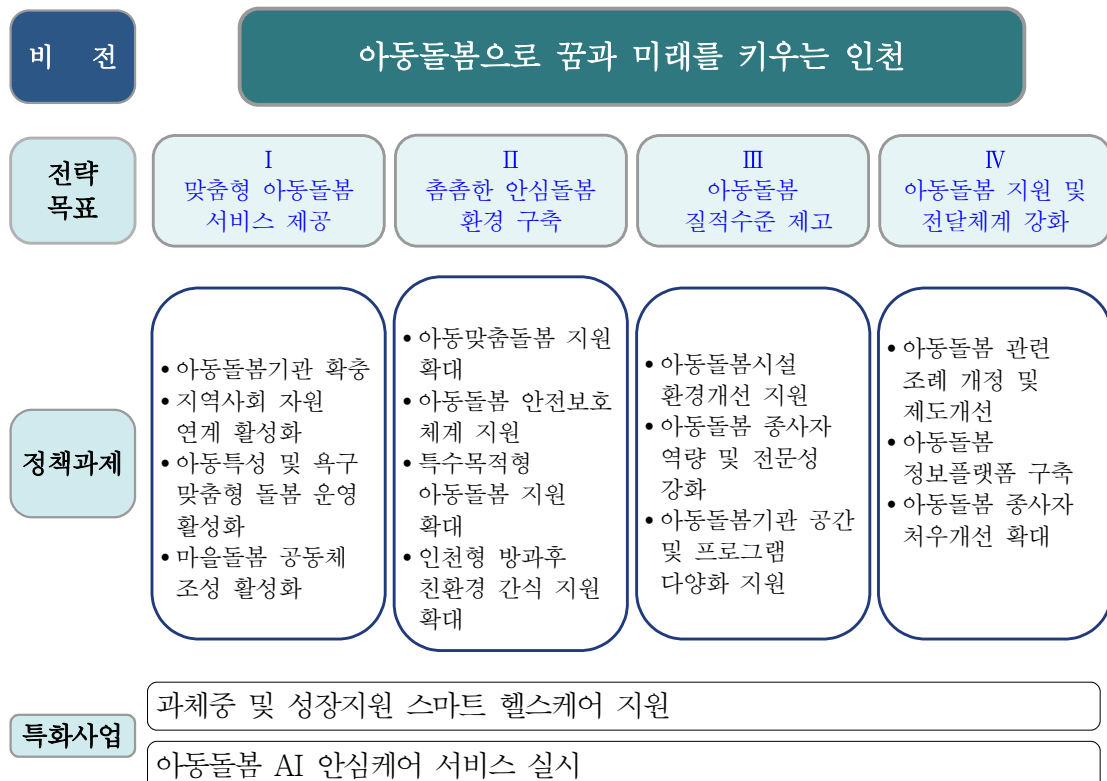 비 전
아동돌봄으로 꿈과 미래를 키우는 인천
전략
목표
Ⅰ
맞춤형 아동돌봄
서비스 제공
Ⅱ
촘촘한 안심돌봄
환경 구축
Ⅲ
아동돌봄
질적수준 제고
Ⅳ
아동돌봄 지원 및
전달체계 강화
정책과제
• 아동돌봄기관 확충
• 지역사회 자원
연계 활성화
• 아동특성 및 욕구
맞춤형 돌봄 운영
활성화
• 마을돌봄 공동체
조성 활성화
• 아동맞춤돌봄 지원
확대
• 아동돌봄 안전보호
체계 지원
• 특수목적형
아동돌봄 지원
확대
• 인천형 방과후
친환경 간식 지원
확대
• 아동돌봄시설
환경개선 지원
• 아동돌봄 종사자
역량 및 전문성
강화
• 아동돌봄기관 공간
및 프로그램
다양화 지원
• 아동돌봄 관련
조례 개정 및
제도개선
• 아동돌봄
정보플랫폼 구축
• 아동돌봄 종사자
처우개선 확대
특화사업
과체중 및 성장지원 스마트 헬스케어 지원
아동돌봄 AI 안심케어 서비스 실시